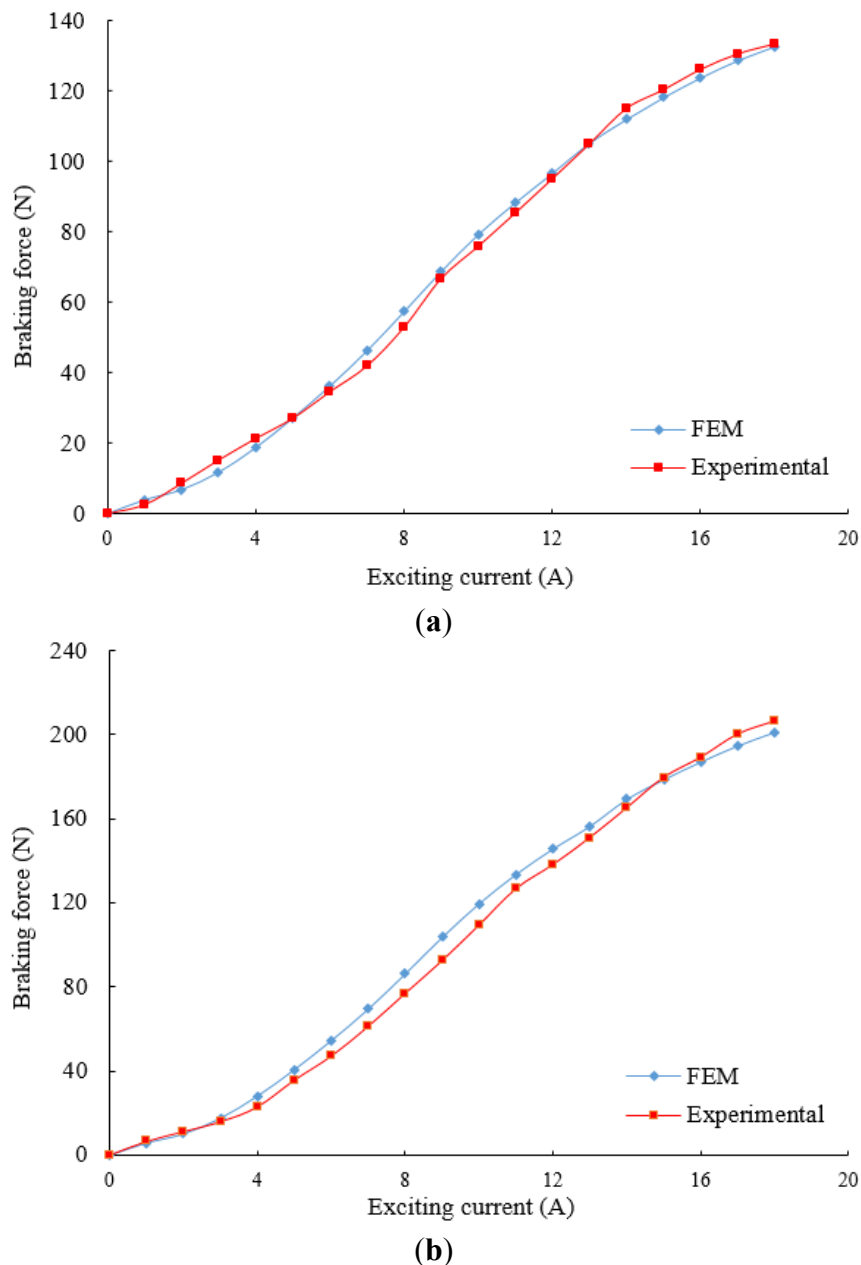 140
120
100
80
60
40
20
0
Braking force (N)
FEM
Experimental
0 4 8 12 16 20
Exciting current (A)
(a)
240
200
160
120
80
40
0
Braking force (N)
FEM
Experimental
0 4 8 12 16 20
Exciting current (A)
(b)